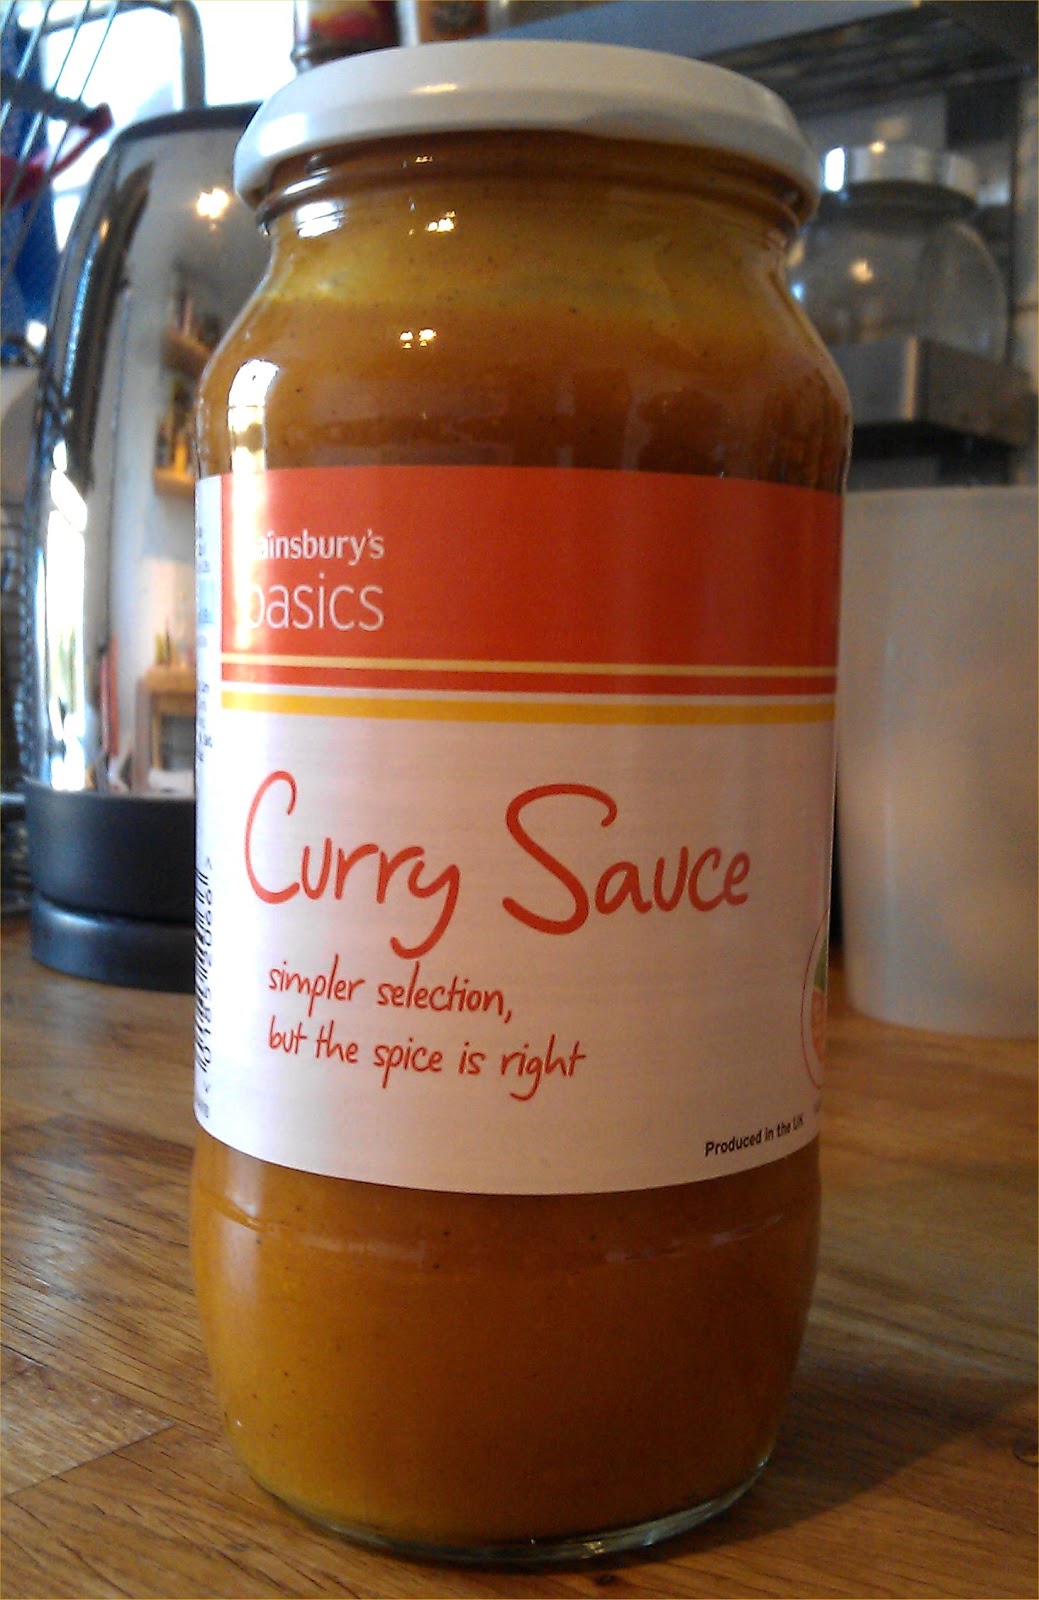 Sainsbury's
basics
Curry Sauce
simpler selection,
but the spice is right
Produced in the UK